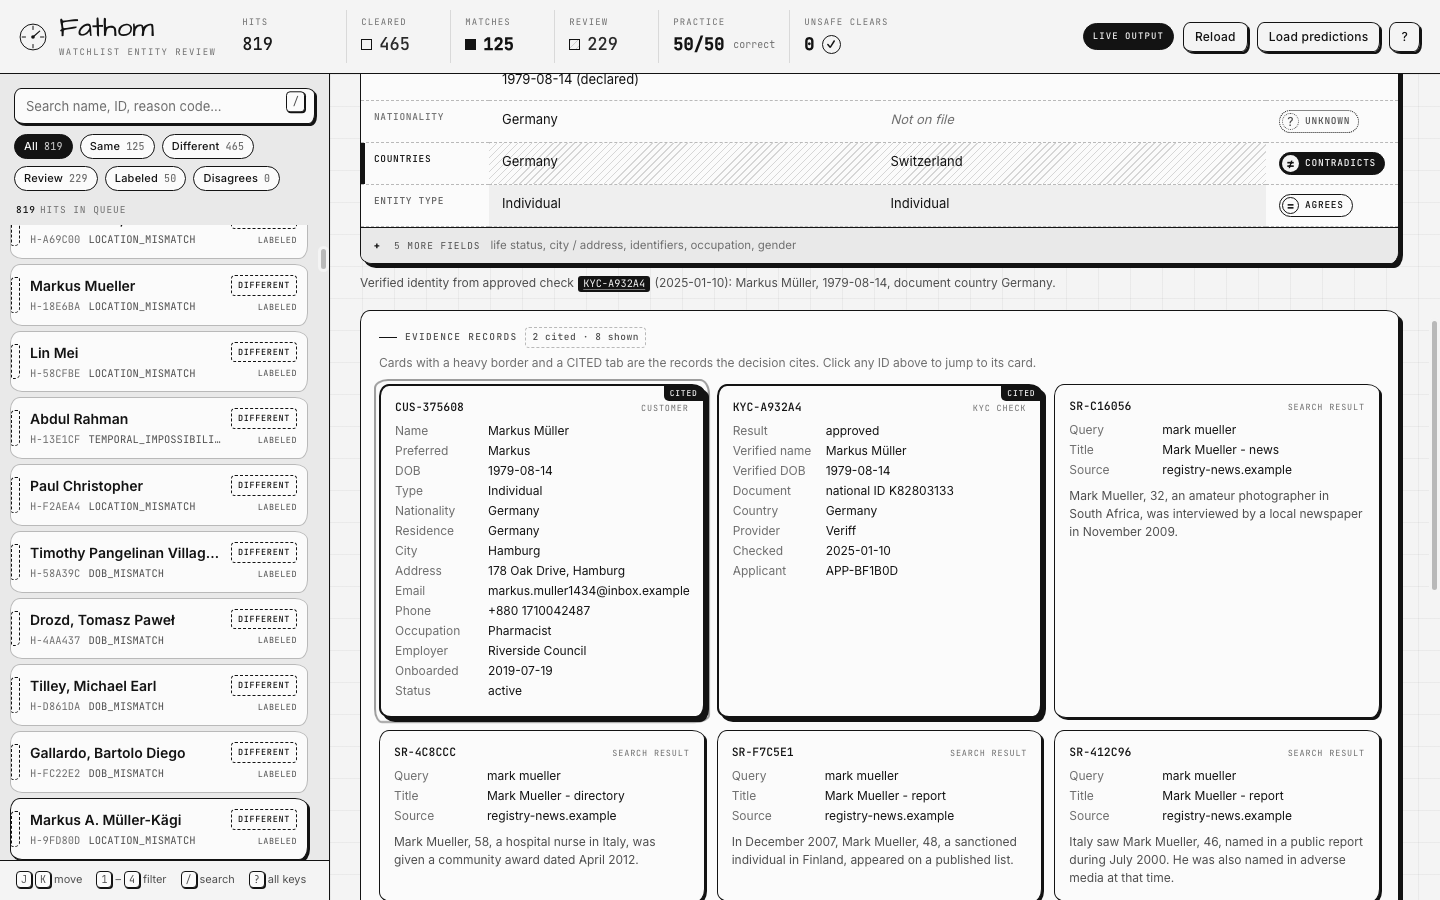 Fathom
WATCHLIST ENTITY REVIEW
HITS
819
CLEARED
465
MATCHES
125
REVIEW
229
PRACTICE
50/50 correct
UNSAFE CLEARS
0
LIVE OUTPUT
Reload
Load predictions
?
Search name, ID, reason code... /
All 819
Same 125
Different 465
Review 229
Labeled 50
Disagrees 0
819 HITS IN QUEUE
H-A69C00 LOCATION_MISMATCH LABELED
Markus Mueller DIFFERENT
H-18E6BA LOCATION_MISMATCH LABELED
Lin Mei DIFFERENT
H-58CFBE LOCATION_MISMATCH LABELED
Abdul Rahman DIFFERENT
H-13E1CF TEMPORAL_IMPOSSIBILI… LABELED
Paul Christopher DIFFERENT
H-F2AEA4 LOCATION_MISMATCH LABELED
Timothy Pangelinan Villag… DIFFERENT
H-58A39C DOB_MISMATCH LABELED
Drozd, Tomasz Paweł DIFFERENT
H-4AA437 DOB_MISMATCH LABELED
Tilley, Michael Earl DIFFERENT
H-D861DA DOB_MISMATCH LABELED
Gallardo, Bartolo Diego DIFFERENT
H-FC22E2 DOB_MISMATCH LABELED
Markus A. Müller-Kägi DIFFERENT
H-9FD80D LOCATION_MISMATCH LABELED
J K move 1 – 4 filter / search ? all keys
1979-08-14 (declared)
NATIONALITY Germany Not on file ? UNKNOWN
COUNTRIES Germany Switzerland ≠ CONTRADICTS
ENTITY TYPE Individual Individual = AGREES
+ 5 MORE FIELDS life status, city / address, identifiers, occupation, gender
Verified identity from approved check KYC-A932A4 (2025-01-10): Markus Müller, 1979-08-14, document country Germany.
EVIDENCE RECORDS 2 cited · 8 shown
Cards with a heavy border and a CITED tab are the records the decision cites. Click any ID above to jump to its card.
CITED
CUS-375608 CUSTOMER
Name Markus Müller
Preferred Markus
DOB 1979-08-14
Type Individual
Nationality Germany
Residence Germany
City Hamburg
Address 178 Oak Drive, Hamburg
Email markus.muller1434@inbox.example
Phone +880 1710042487
Occupation Pharmacist
Employer Riverside Council
Onboarded 2019-07-19
Status active
CITED
KYC-A932A4 KYC CHECK
Result approved
Verified name Markus Müller
Verified DOB 1979-08-14
Document national ID K82803133
Country Germany
Provider Veriff
Checked 2025-01-10
Applicant APP-BF1B0D
SR-C16056 SEARCH RESULT
Query mark mueller
Title Mark Mueller - news
Source registry-news.example
Mark Mueller, 32, an amateur photographer in
South Africa, was interviewed by a local newspaper
in November 2009.
SR-4C8CCC SEARCH RESULT
Query mark mueller
Title Mark Mueller - directory
Source registry-news.example
Mark Mueller, 58, a hospital nurse in Italy, was
given a community award dated April 2012.
SR-F7C5E1 SEARCH RESULT
Query mark mueller
Title Mark Mueller - report
Source registry-news.example
In December 2007, Mark Mueller, 48, a sanctioned
individual in Finland, appeared on a published list.
SR-412C96 SEARCH RESULT
Query mark mueller
Title Mark Mueller - report
Source registry-news.example
Italy saw Mark Mueller, 46, named in a public report
during July 2000. He was also named in adverse
media at that time.